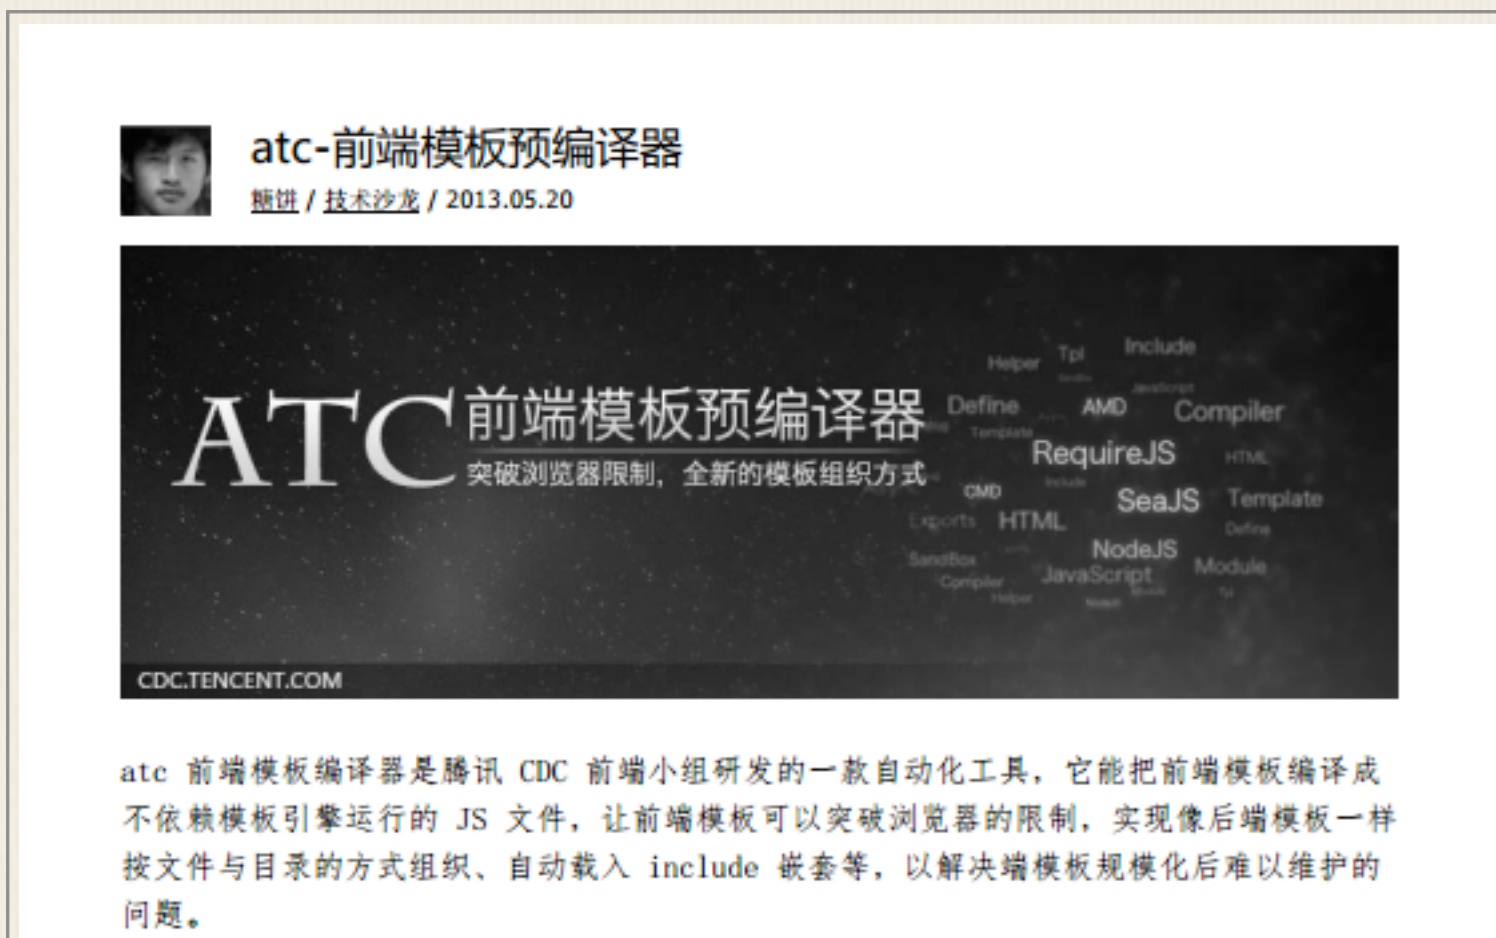 atc-前端模板预编译器
糖饼 / 技术沙龙 / 2013.05.20
ATC 前端模板预编译器
突破浏览器限制，全新的模板组织方式
Helper Tpl Include
JavaScript
Define AMD Compiler
Template
RequireJS HTML
Include
CMD SeaJS Template
Exports HTML Define
NodeJS
SandBox JavaScript Module
Compiler
Helper NodeJS Tpl
CDC.TENCENT.COM
atc 前端模板编译器是腾讯 CDC 前端小组研发的一款自动化工具，它能把前端模板编译成
不依赖模板引擎运行的 JS 文件，让前端模板可以突破浏览器的限制，实现像后端模板一样
按文件与目录的方式组织、自动载入 include 嵌套等，以解决端模板规模化后难以维护的
问题。